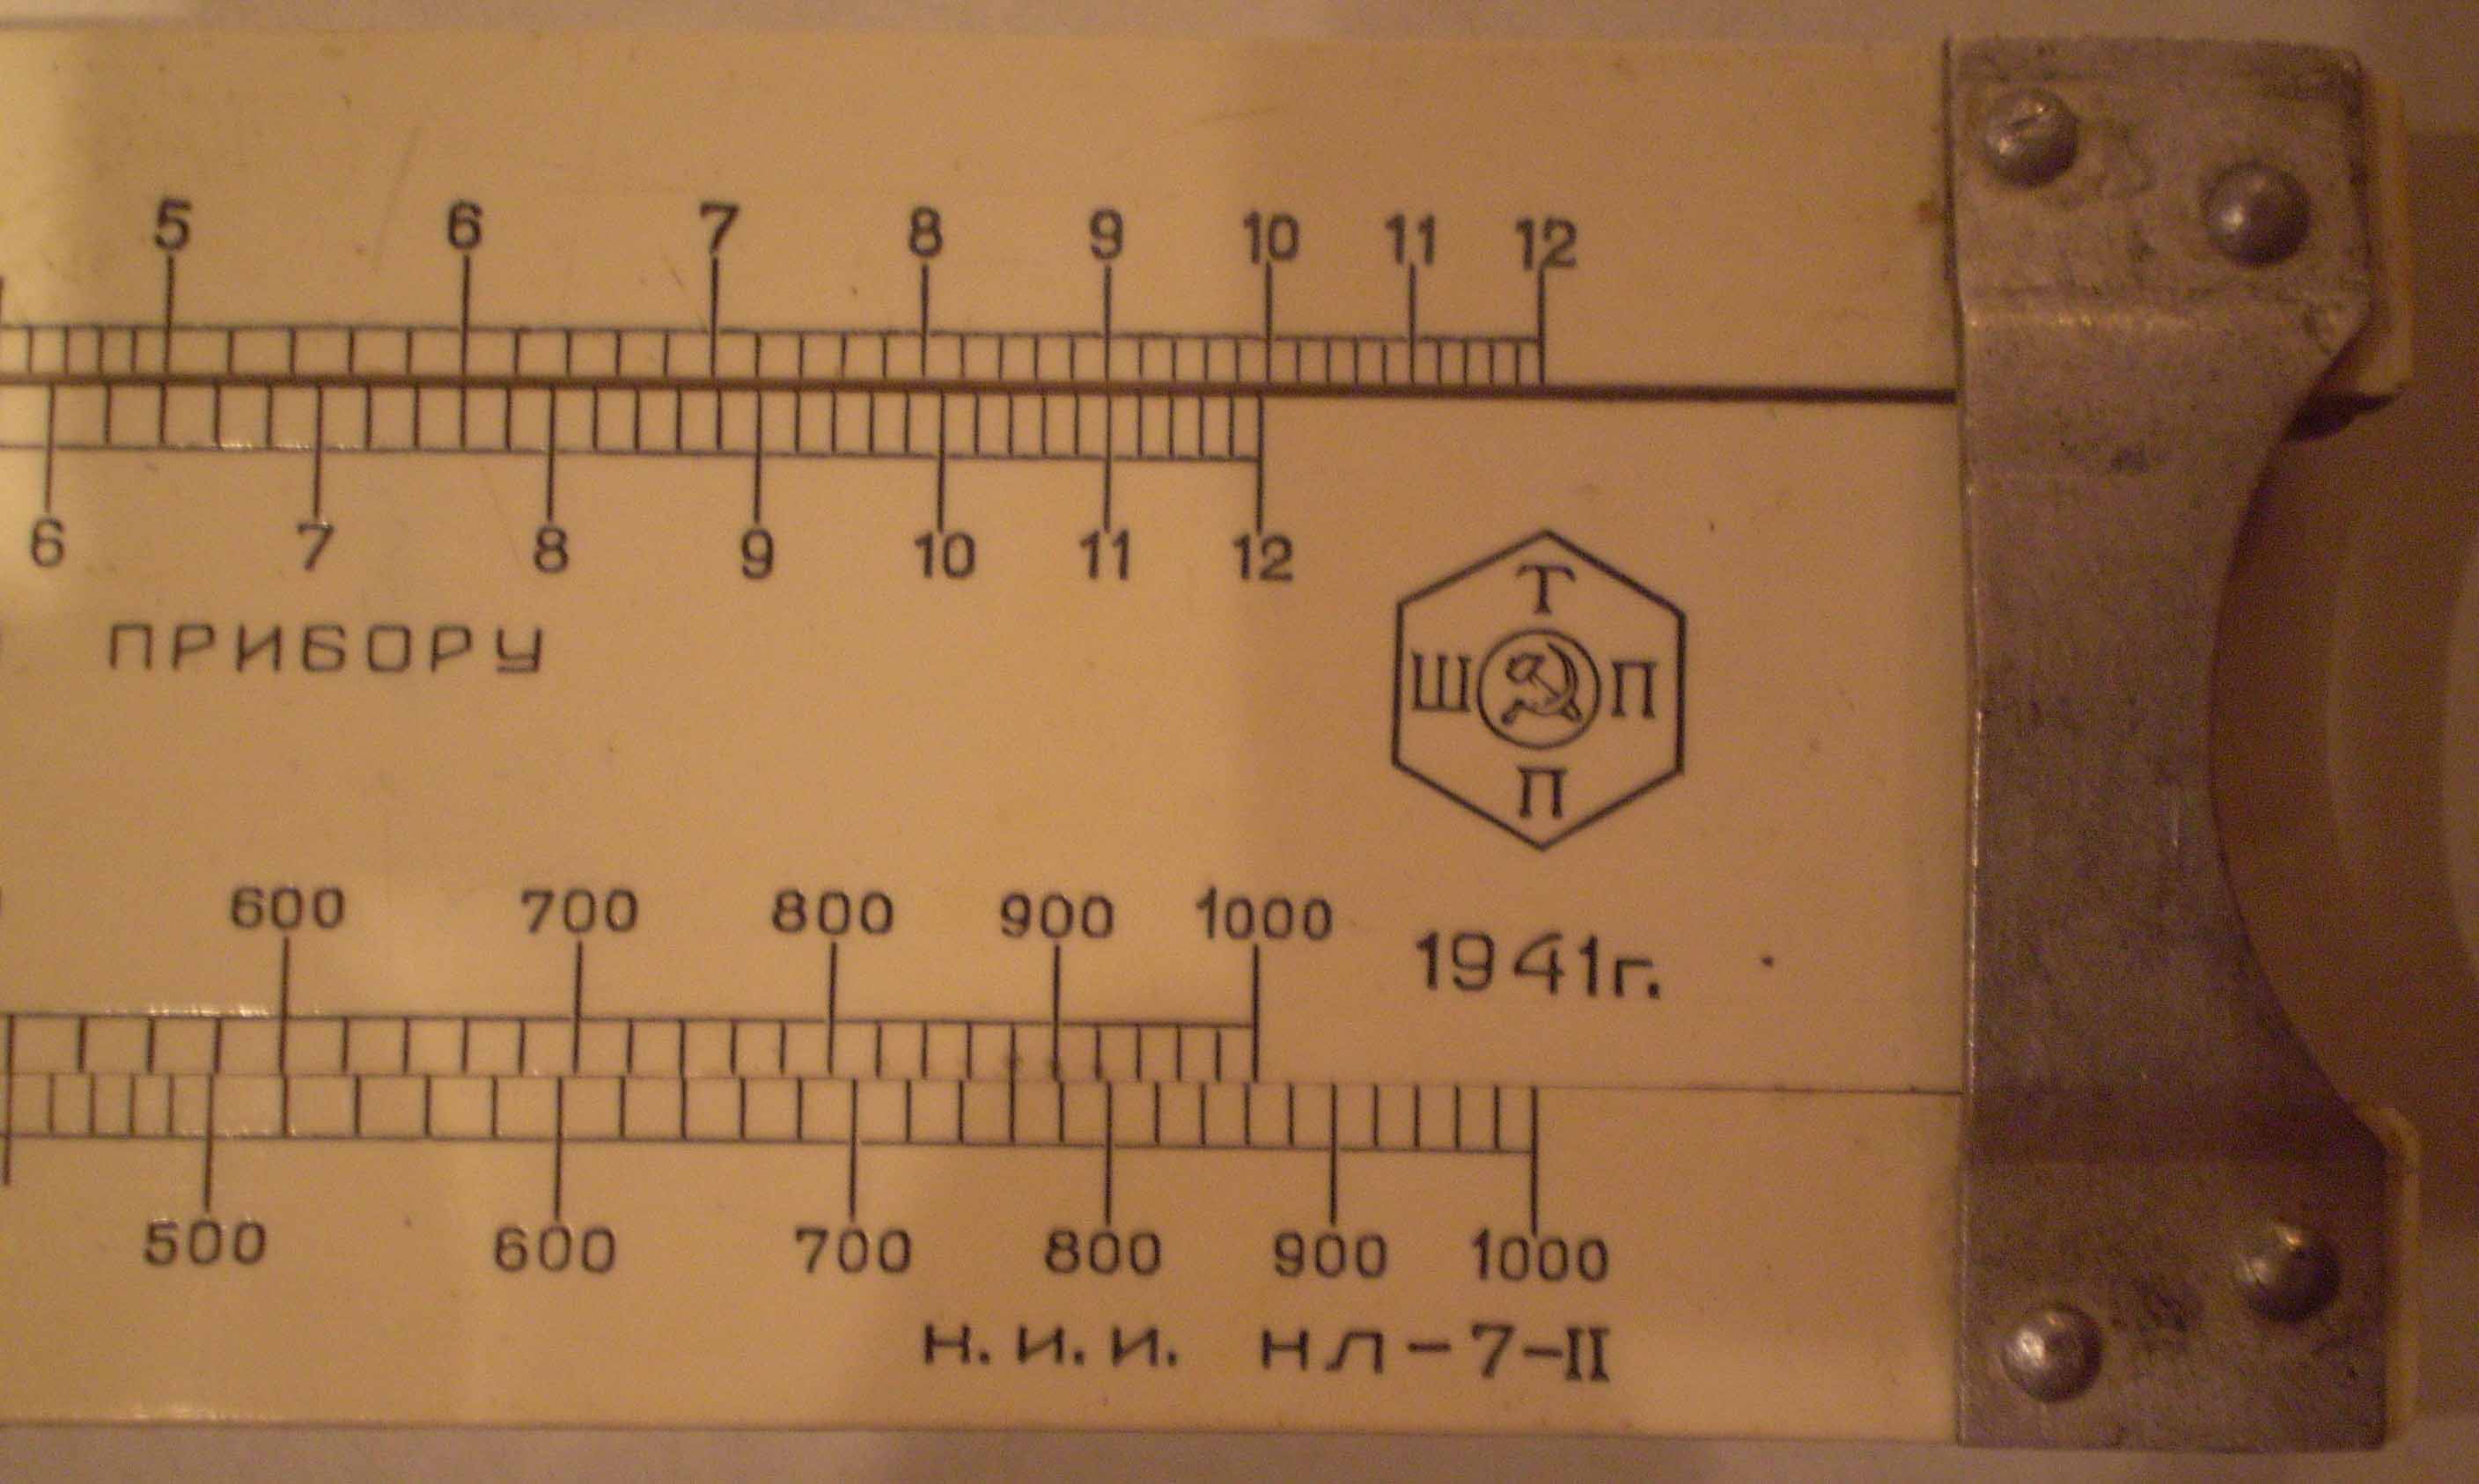 5 6 7 8 9 10 11 12
6 7 8 9 10 11 12
ПРИБОРУ
Т
Ш П
П
600 700 800 900 1000
1941г.
500 600 700 800 900 1000
Н. И. И. НЛ-7-II